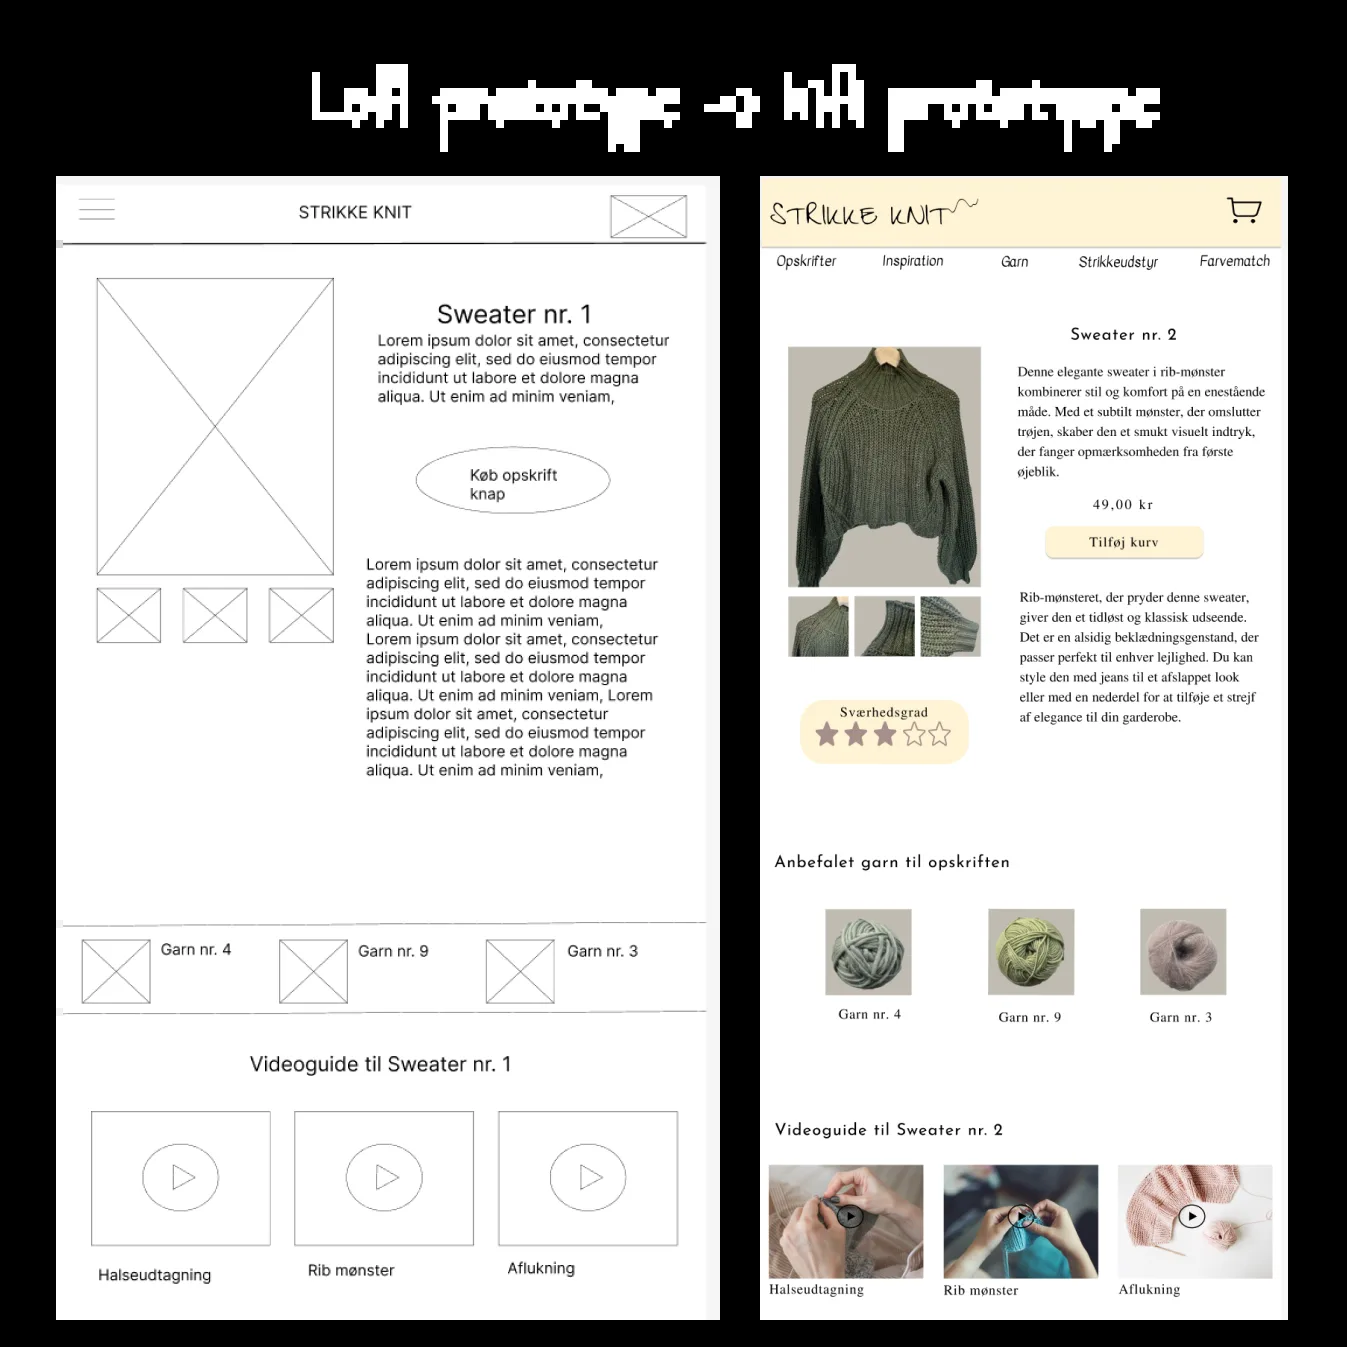 Lofi prototype -> hifi prototype
STRIKKE KNIT
Sweater nr. 1
Lorem ipsum dolor sit amet, consectetur
adipiscing elit, sed do eiusmod tempor
incididunt ut labore et dolore magna
aliqua. Ut enim ad minim veniam,
Køb opskrift
knap
Lorem ipsum dolor sit amet, consectetur
adipiscing elit, sed do eiusmod tempor
incididunt ut labore et dolore magna
aliqua. Ut enim ad minim veniam,
Lorem ipsum dolor sit amet, consectetur
adipiscing elit, sed do eiusmod tempor
incididunt ut labore et dolore magna
aliqua. Ut enim ad minim veniam, Lorem
ipsum dolor sit amet, consectetur
adipiscing elit, sed do eiusmod tempor
incididunt ut labore et dolore magna
aliqua. Ut enim ad minim veniam,
Garn nr. 4
Garn nr. 9
Garn nr. 3
Videoguide til Sweater nr. 1
Halseudtagning
Rib mønster
Aflukning
STRIKKE KNIT
Opskrifter
Inspiration
Garn
Strikkeudstyr
Farvematch
Sweater nr. 2
Denne elegante sweater i rib-mønster
kombinerer stil og komfort på en enestående
måde. Med et subtilt mønster, der omslutter
trøjen, skaber den et smukt visuelt indtryk,
der fanger opmærksomheden fra første
øjeblik.
49,00 kr
Tilføj kurv
Rib-mønsteret, der pryder denne sweater,
giver den et tidløst og klassisk udseende.
Det er en alsidig beklædningsgenstand, der
passer perfekt til enhver lejlighed. Du kan
style den med jeans til et afslappet look
eller med en nederdel for at tilføje et strejf
af elegance til din garderobe.
Sværhedsgrad
Anbefalet garn til opskriften
Garn nr. 4
Garn nr. 9
Garn nr. 3
Videoguide til Sweater nr. 2
Halseudtagning
Rib mønster
Aflukning